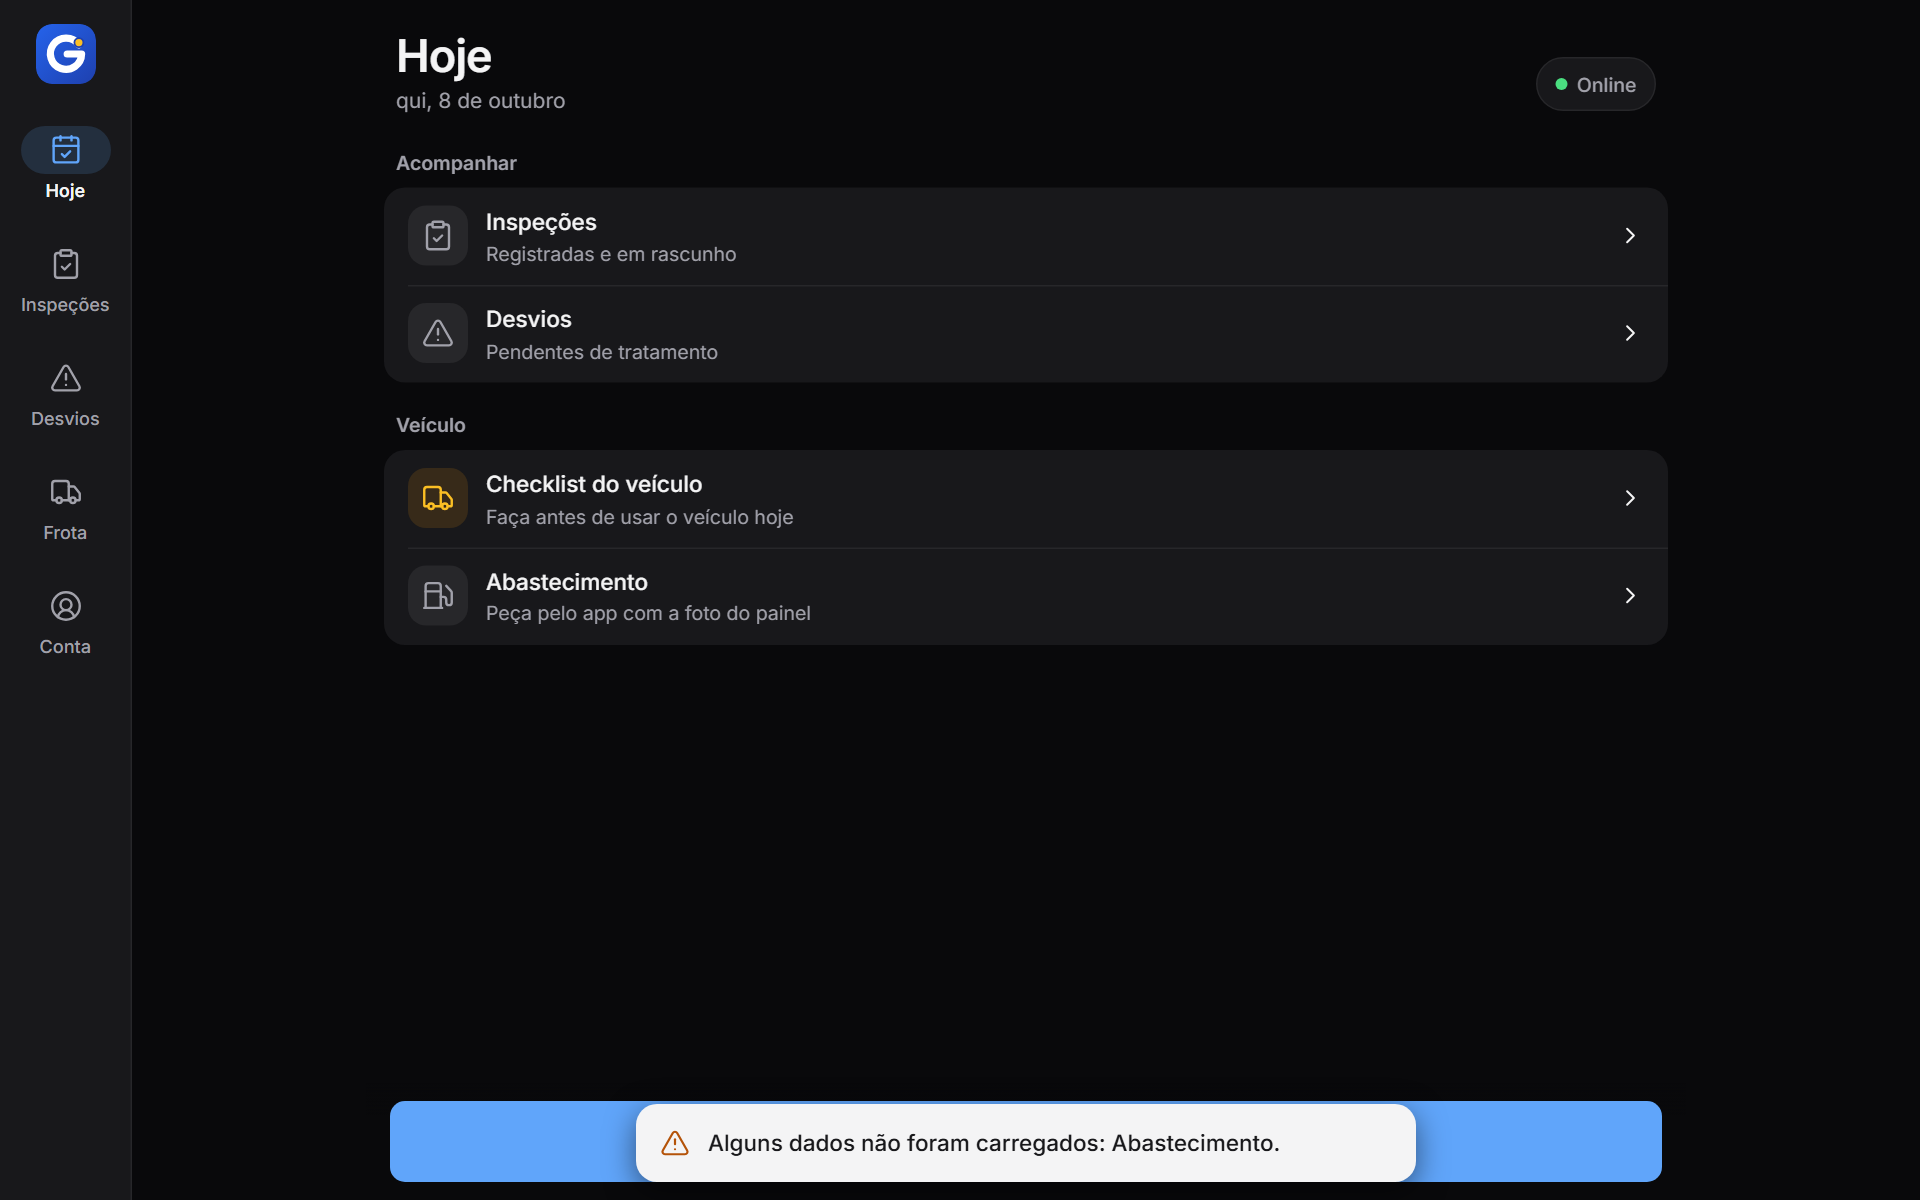 Hoje
Inspeções
Desvios
Frota
Conta
Hoje
qui, 8 de outubro
Online
Acompanhar
Inspeções
Registradas e em rascunho
Desvios
Pendentes de tratamento
Veículo
Checklist do veículo
Faça antes de usar o veículo hoje
Abastecimento
Peça pelo app com a foto do painel
Alguns dados não foram carregados: Abastecimento.